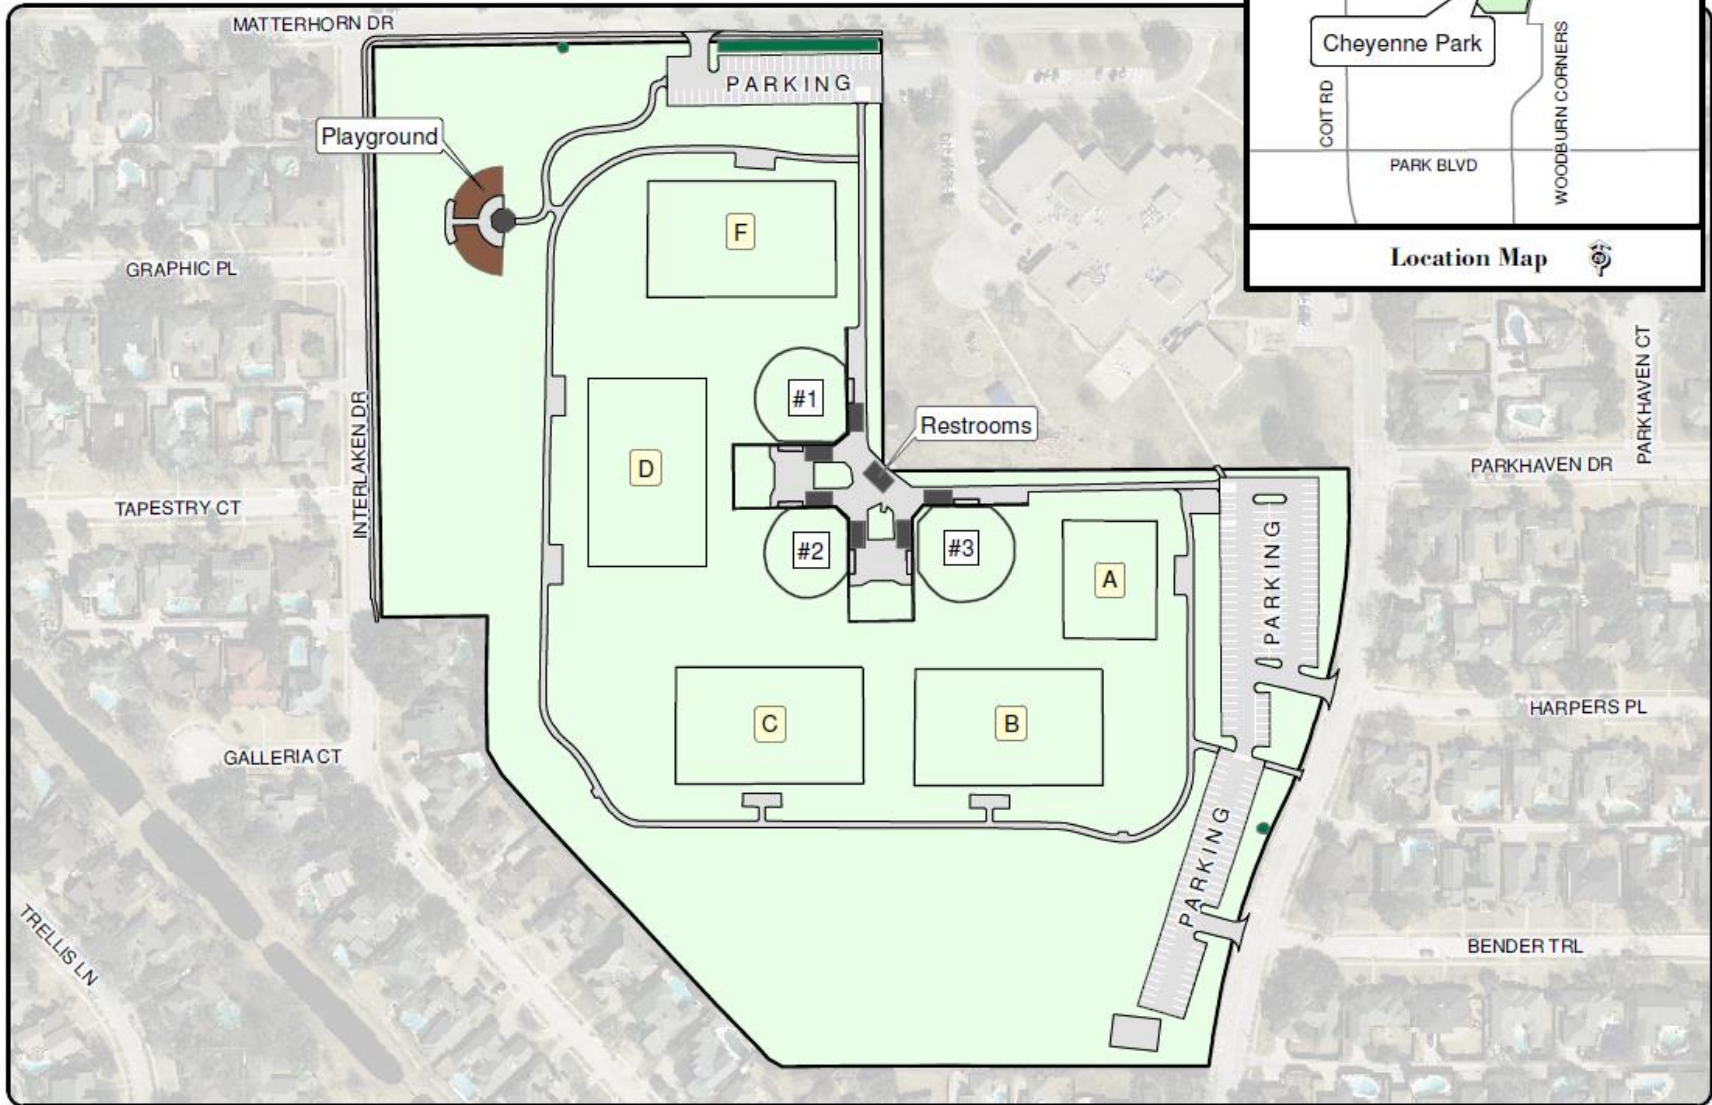 MATTERHORN DR
Cheyenne Park
COIT RD
WOODBURN CORNERS
PARK BLVD
Location Map
PARKING
Playground
F
GRAPHIC PL
#1
PARKHAVEN CT
Restrooms
INTERLAKEN DR
D
PARKHAVEN DR
TAPESTRY CT
#2
#3
A
PARKING
C
B
HARPERS PL
GALLERIA CT
PARKING
TRELLIS LN
BENDER TRL